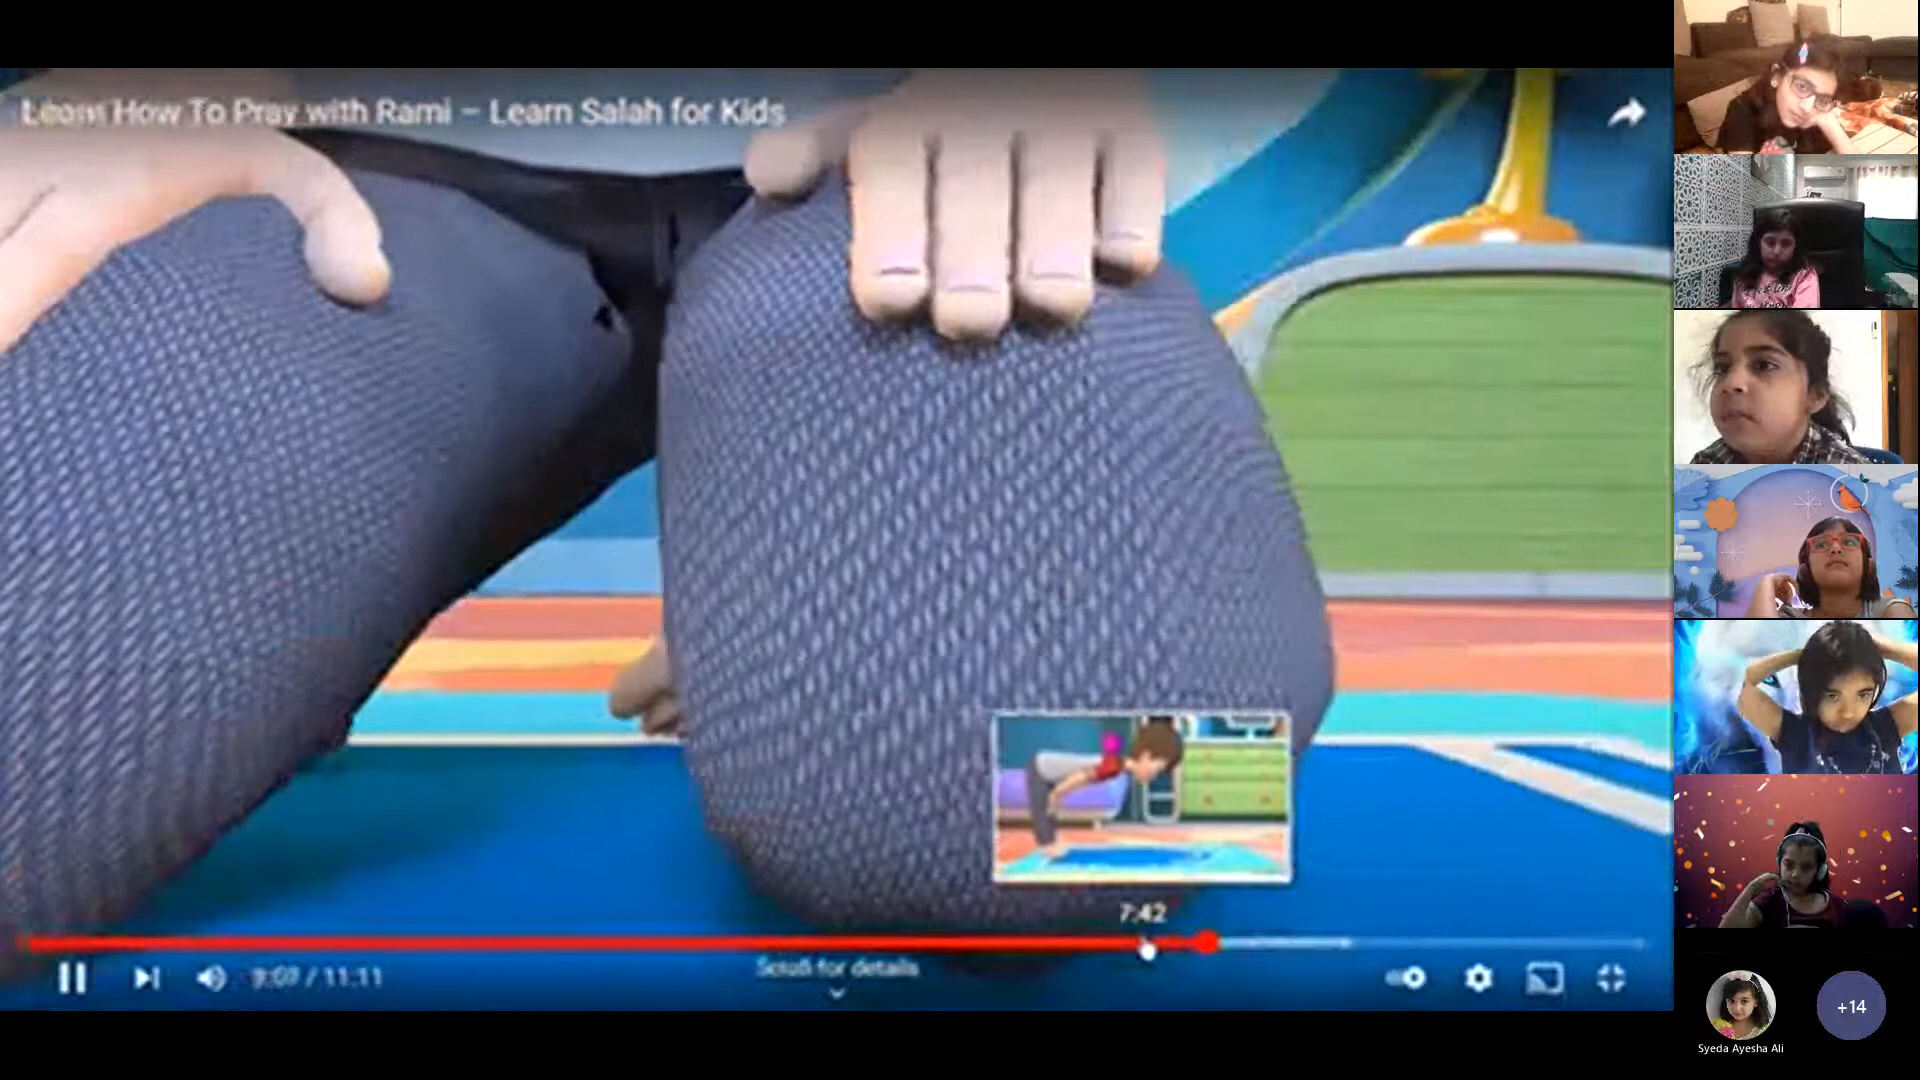 Learn How To Pray with Rami – Learn Salah for Kids
7:42
9:07 / 11:11
Scroll for details
+14
Syeda Ayesha Ali